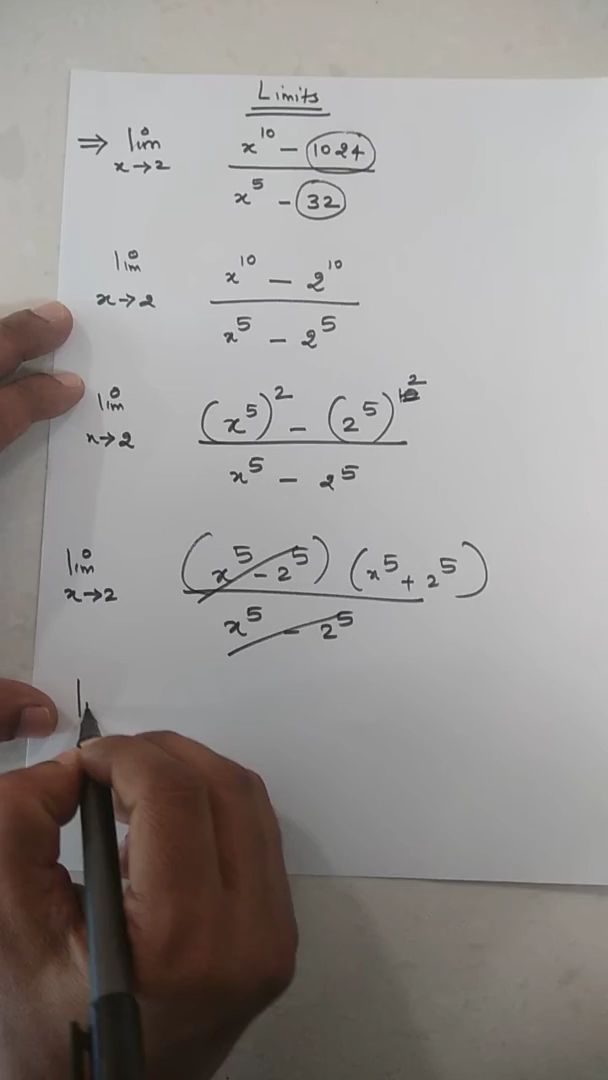 Limits
⇒ lim x→2 (x^10 − 1024) / (x^5 − 32)
lim x→2 (x^10 − 2^10) / (x^5 − 2^5)
lim x→2 ((x^5)^2 − (2^5)^2) / (x^5 − 2^5)
lim x→2 ((x^5 − 2^5) (x^5 + 2^5)) / (x^5 − 2^5)